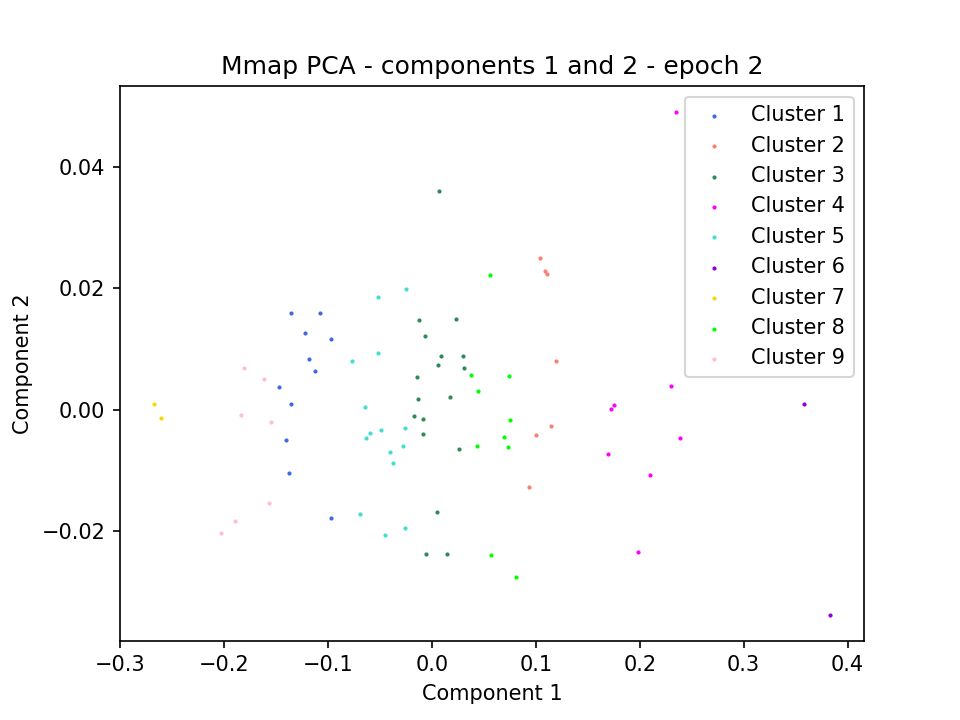 Mmap PCA - components 1 and 2 - epoch 2
Cluster 1
Cluster 2
Cluster 3
Cluster 4
Cluster 5
Cluster 6
Cluster 7
Cluster 8
Cluster 9
0.04
0.02
0.00
−0.02
Component 2
−0.3
−0.2
−0.1
0.0
0.1
0.2
0.3
0.4
Component 1